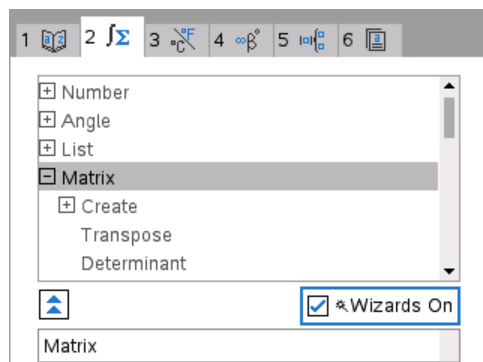 1 2 ∫Σ 3 °C °F 4 ∞β° 5 6
Number
Angle
List
Matrix
Create
Transpose
Determinant
Wizards On
Matrix